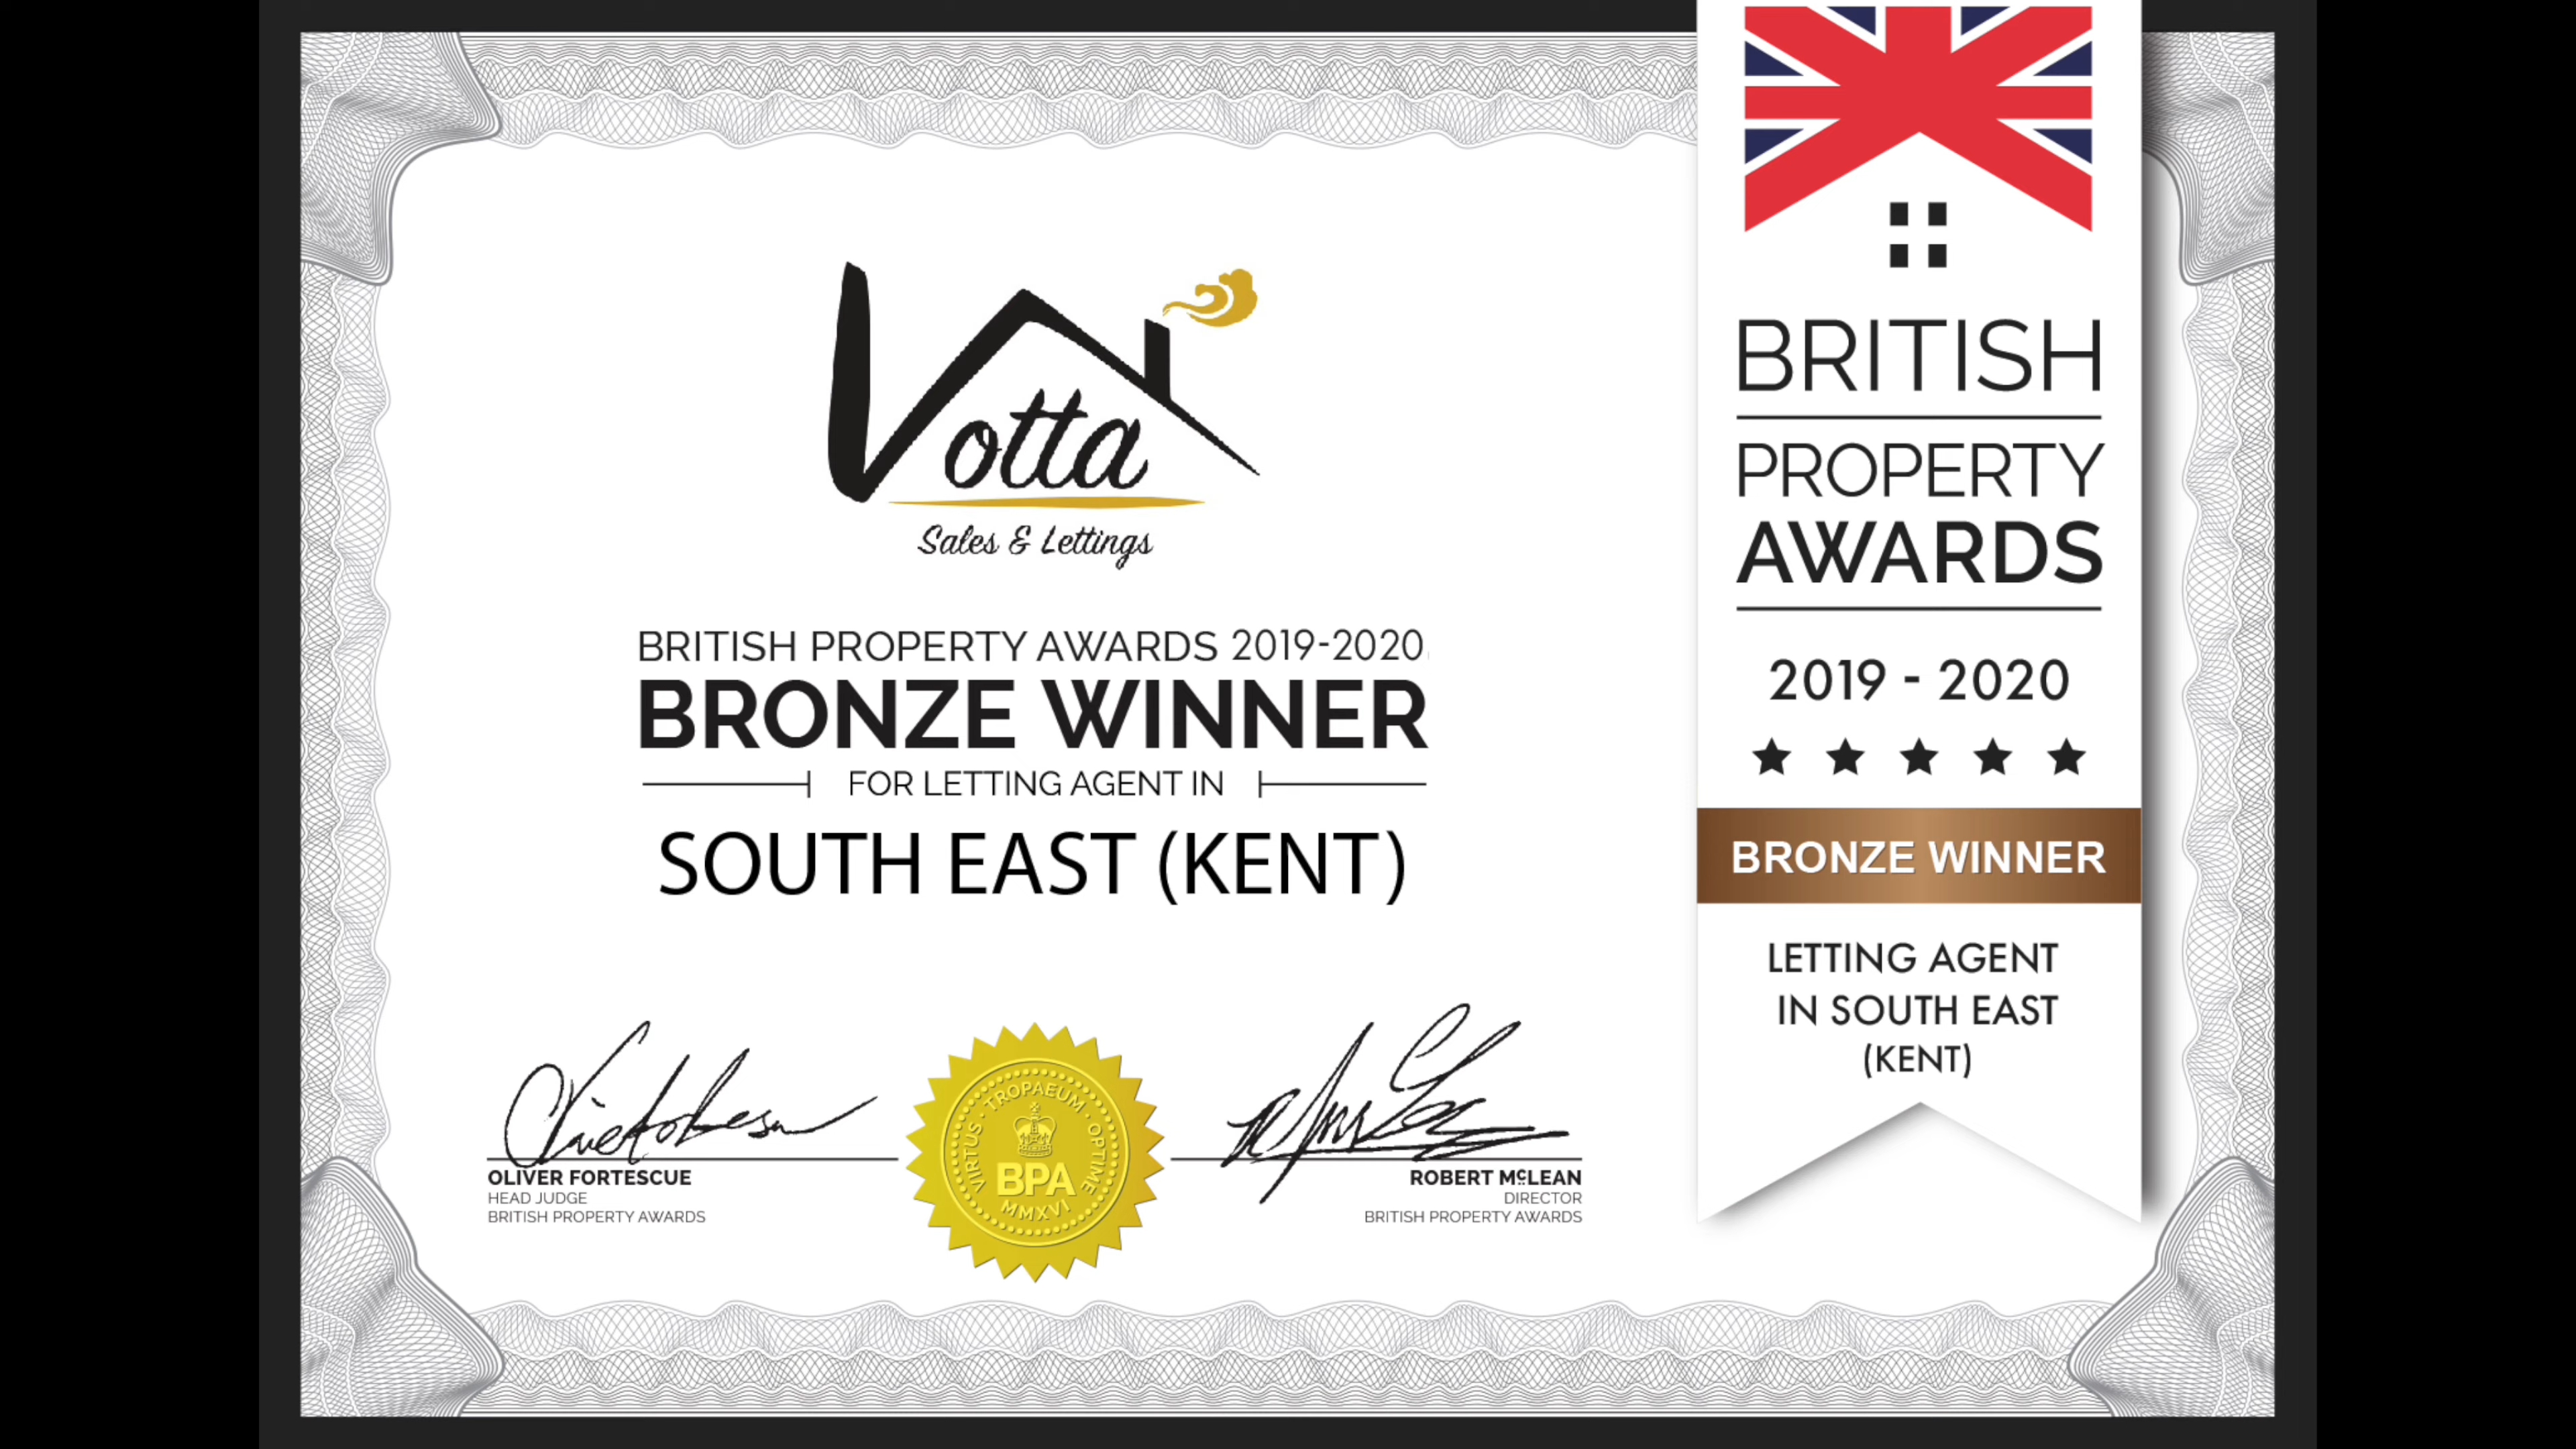 Votta
Sales & Lettings
BRITISH PROPERTY AWARDS 2019-2020
BRONZE WINNER
FOR LETTING AGENT IN
SOUTH EAST (KENT)
OLIVER FORTESCUE
HEAD JUDGE
BRITISH PROPERTY AWARDS
VIRTUS · TROPAEUM · OPTIME
BPA
MMXVI
ROBERT McLEAN
DIRECTOR
BRITISH PROPERTY AWARDS
BRITISH
PROPERTY
AWARDS
2019 - 2020
BRONZE WINNER
LETTING AGENT
IN SOUTH EAST
(KENT)